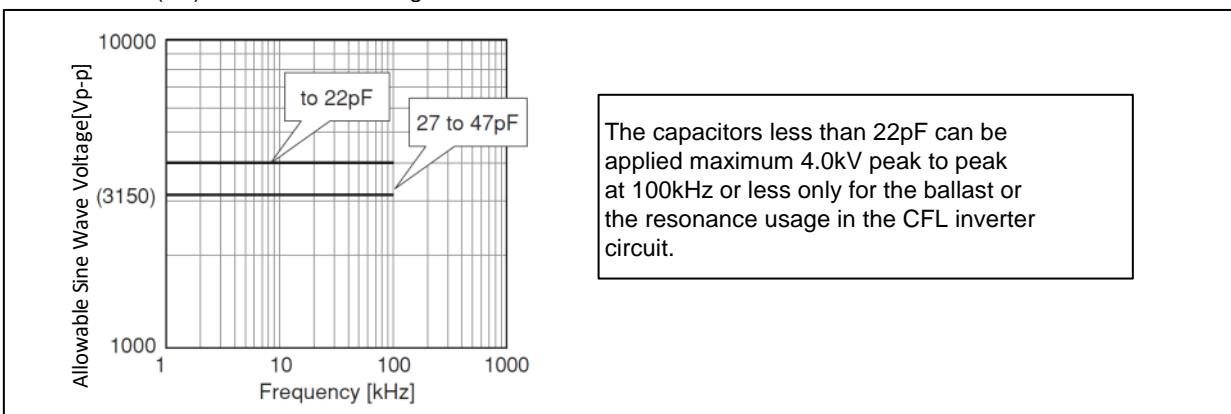 10000
(3150)
1000
Allowable Sine Wave Voltage[Vp-p]
to 22pF
27 to 47pF
1 10 100 1000
Frequency [kHz]
The capacitors less than 22pF can be
applied maximum 4.0kV peak to peak
at 100kHz or less only for the ballast or
the resonance usage in the CFL inverter
circuit.